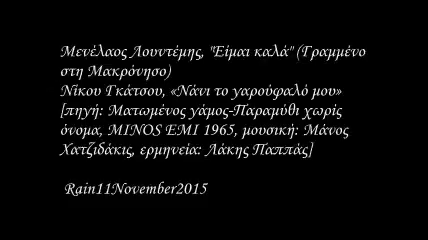 Μενέλαος Λουντέμης, "Είμαι καλά" (Γραμμένο
στη Μακρόνησο)
Νίκου Γκάτσου, «Νάνι το γαρούφαλό μου»
[πηγή: Ματωμένος γάμος-Παραμύθι χωρίς
όνομα, MINOS EMI 1965, μουσική: Μάνος
Χατζιδάκις, ερμηνεία: Λάκης Παππάς]
Rain11November2015